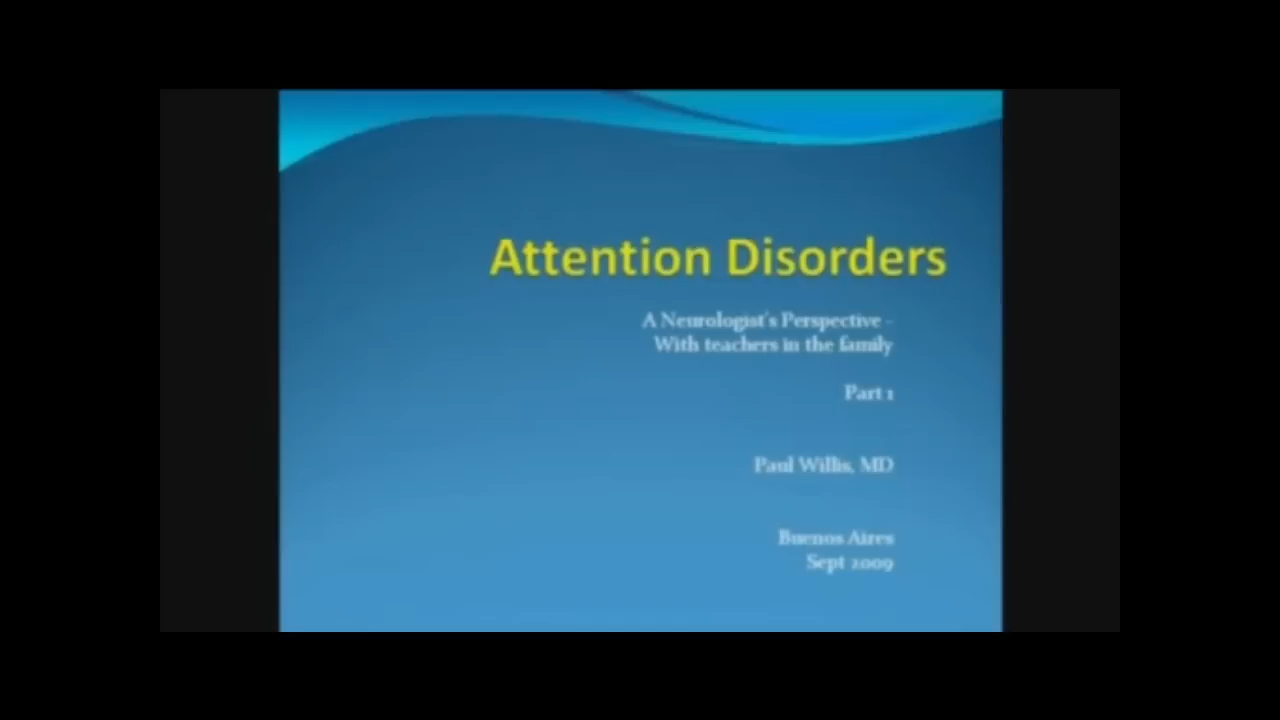 Attention Disorders
A Neurologist's Perspective -
With teachers in the family
Part 1
Paul Willis, MD
Buenos Aires
Sept 2009